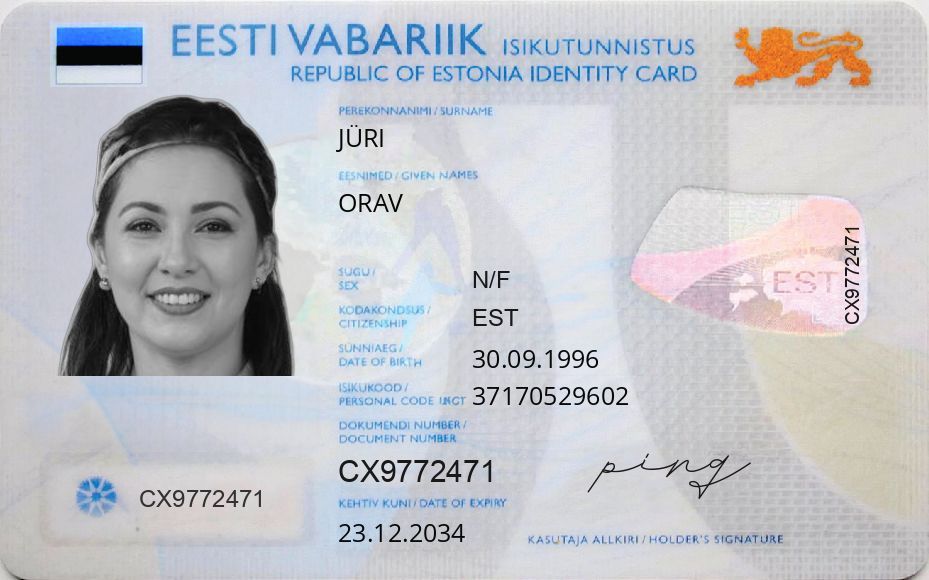 EESTI VABARIIK ISIKUTUNNISTUS
REPUBLIC OF ESTONIA IDENTITY CARD
PEREKONNANIMI / SURNAME
JÜRI
EESNIMED / GIVEN NAMES
ORAV
SUGU / SEX
N/F
KODAKONDSUS / CITIZENSHIP
EST
SÜNNIAEG / DATE OF BIRTH
30.09.1996
ISIKUKOOD / PERSONAL CODE
37170529602
DOKUMENDI NUMBER / DOCUMENT NUMBER
CX9772471
KEHTIV KUNI / DATE OF EXPIRY
23.12.2034
CX9772471
EST
CX9772471
ping
KASUTAJA ALLKIRI / HOLDER'S SIGNATURE